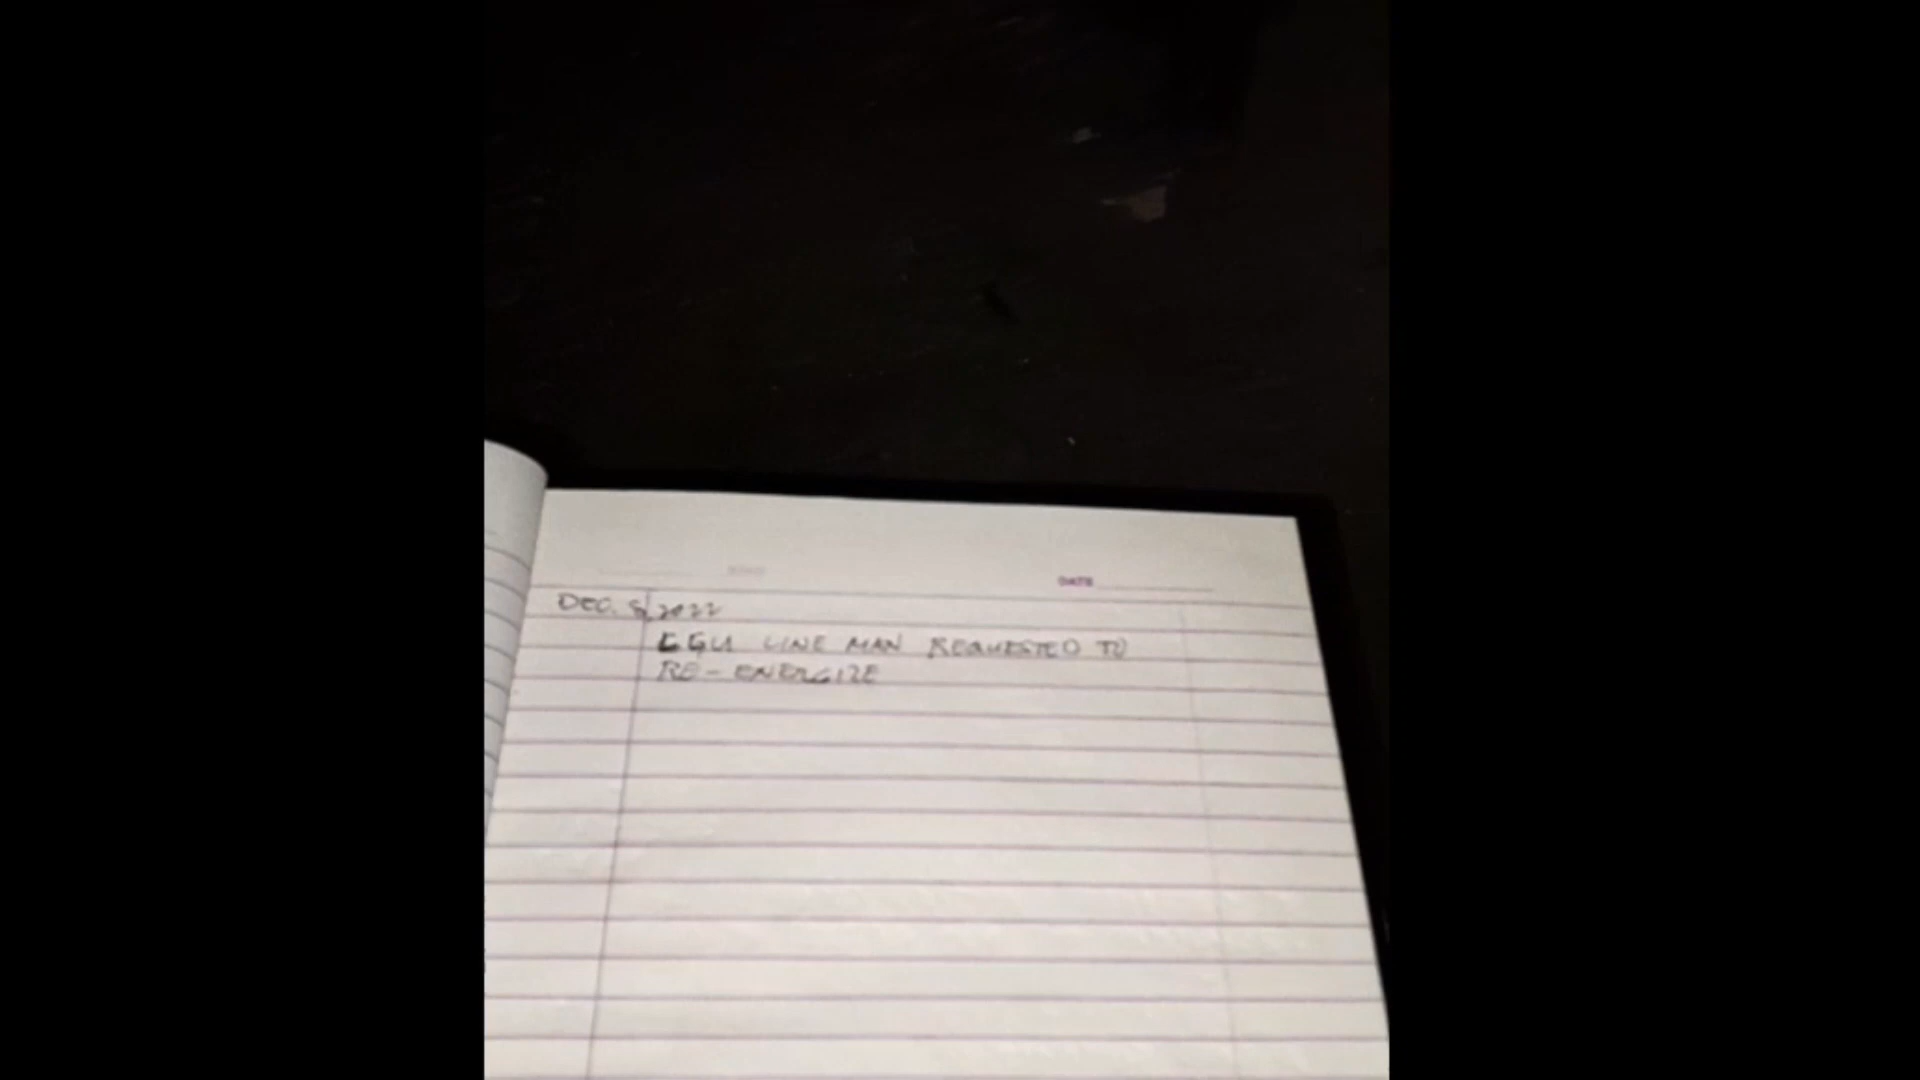 DATE
DEC. 5, 2022
LINE MAN REQUESTED TO
RE-ENERGIZE